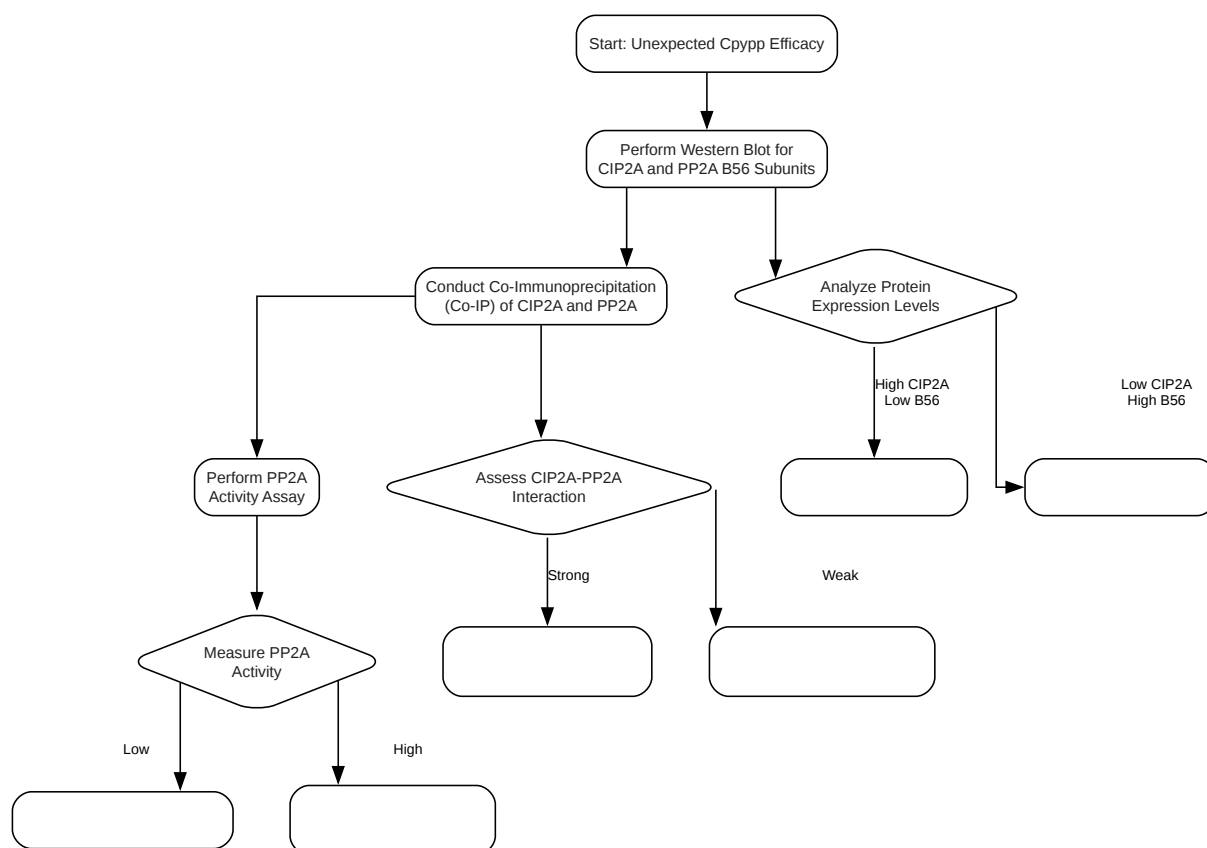 Start: Unexpected Cpypp Efficacy
Perform Western Blot for
CIP2A and PP2A B56 Subunits
Conduct Co-Immunoprecipitation
(Co-IP) of CIP2A and PP2A
Analyze Protein
Expression Levels
High CIP2A
Low B56
Low CIP2A
High B56
Perform PP2A
Activity Assay
Assess CIP2A-PP2A
Interaction
Strong
Weak
Measure PP2A
Activity
Low
High